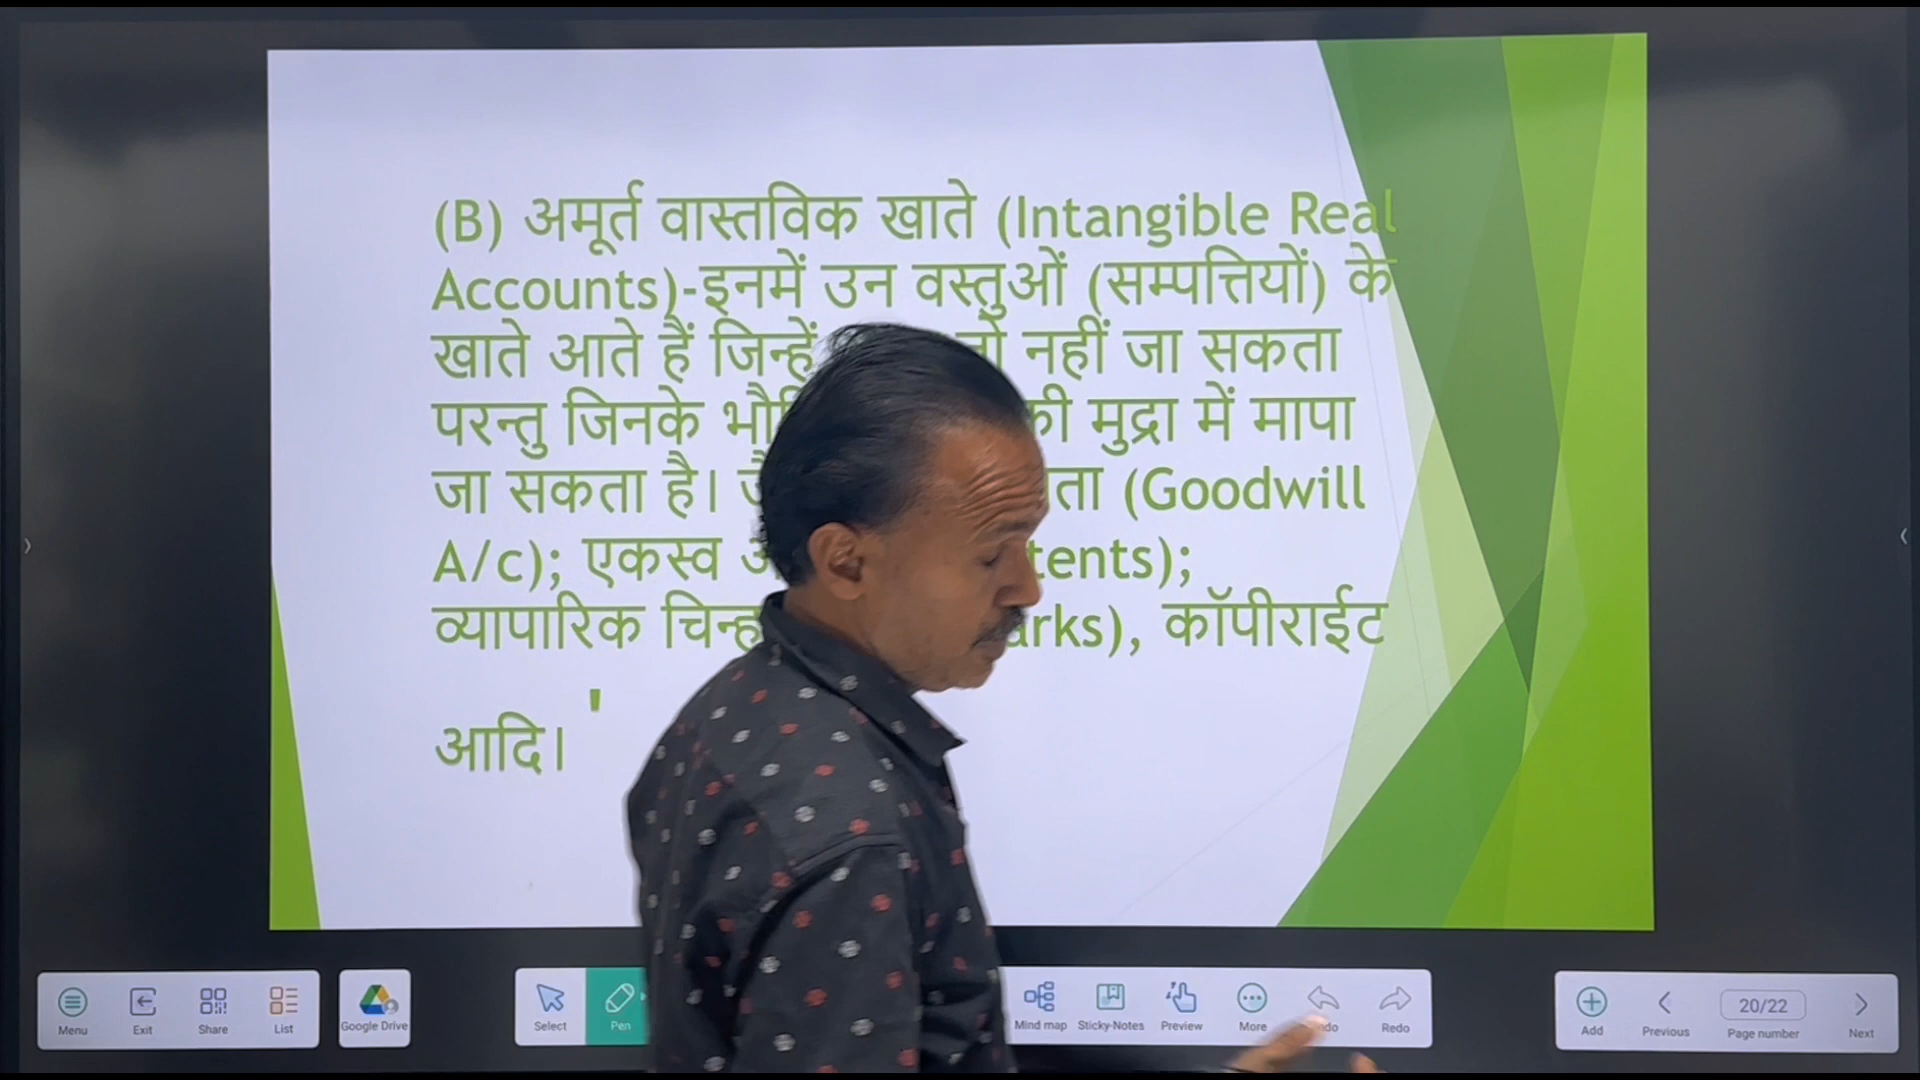 (B) अमूर्त वास्तविक खाते (Intangible Real
Accounts)-इनमें उन वस्तुओं (सम्पत्तियों) के
खाते आते हैं जिन्हें नहीं जा सकता
परन्तु जिनके की मुद्रा में मापा
जा सकता है। (Goodwill
A/c); एकस्व
व्यापारिक चिन्ह कॉपीराईट
आदि। '
Menu Exit Share List Google Drive Select Pen Mind map Sticky-Notes Preview More Redo Add Previous 20/22 Page number Next